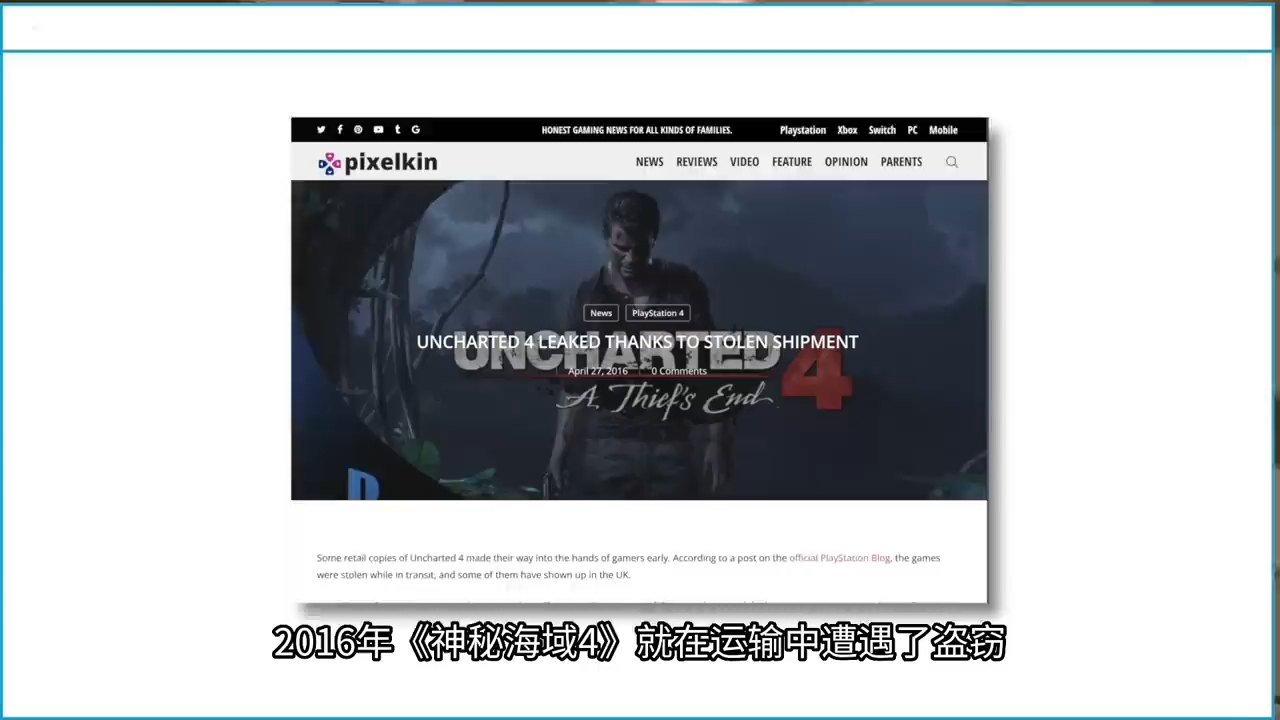 HONEST GAMING NEWS FOR ALL KINDS OF FAMILIES.
Playstation Xbox Switch PC Mobile
pixelkin
NEWS REVIEWS VIDEO FEATURE OPINION PARENTS
News PlayStation 4
UNCHARTED 4 LEAKED THANKS TO STOLEN SHIPMENT
UNCHARTED 4
April 27, 2016 0 Comments
A Thief's End
Some retail copies of Uncharted 4 made their way into the hands of gamers early. According to a post on the official PlayStation Blog, the games
were stolen while in transit, and some of them have shown up in the UK.
2016年《神秘海域4》就在运输中遭遇了盗窃